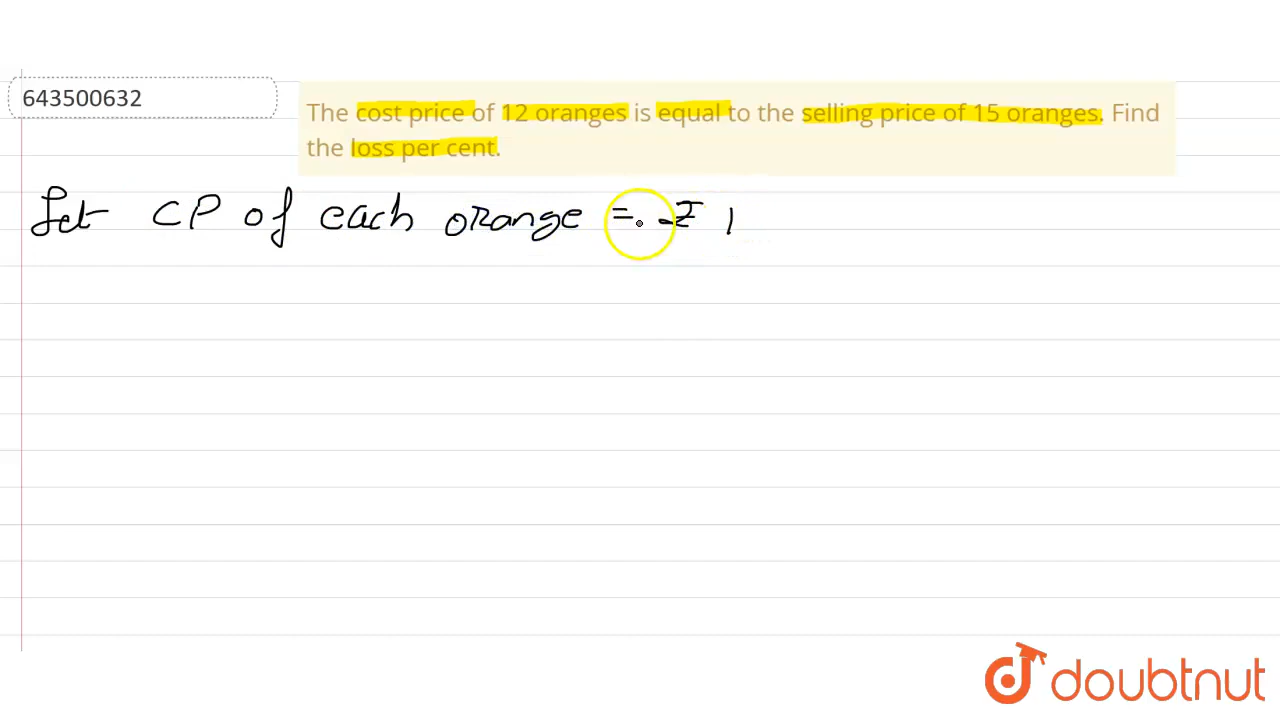 643500632
The cost price of 12 oranges is equal to the selling price of 15 oranges. Find
the loss per cent.
Let CP of each orange = ₹ 1
doubtnut